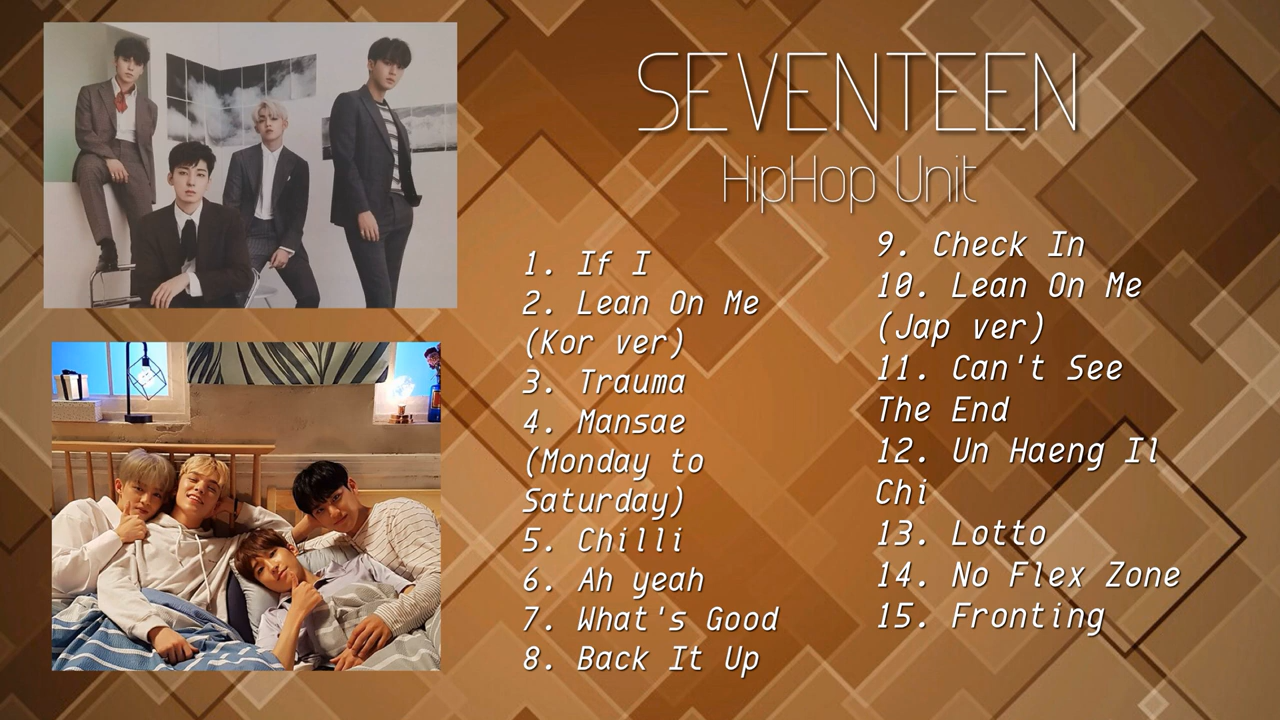 SEVENTEEN
HipHop Unit
1. If I
2. Lean On Me
(Kor ver)
3. Trauma
4. Mansae
(Monday to
Saturday)
5. Chilli
6. Ah yeah
7. What's Good
8. Back It Up
9. Check In
10. Lean On Me
(Jap ver)
11. Can't See
The End
12. Un Haeng Il
Chi
13. Lotto
14. No Flex Zone
15. Fronting